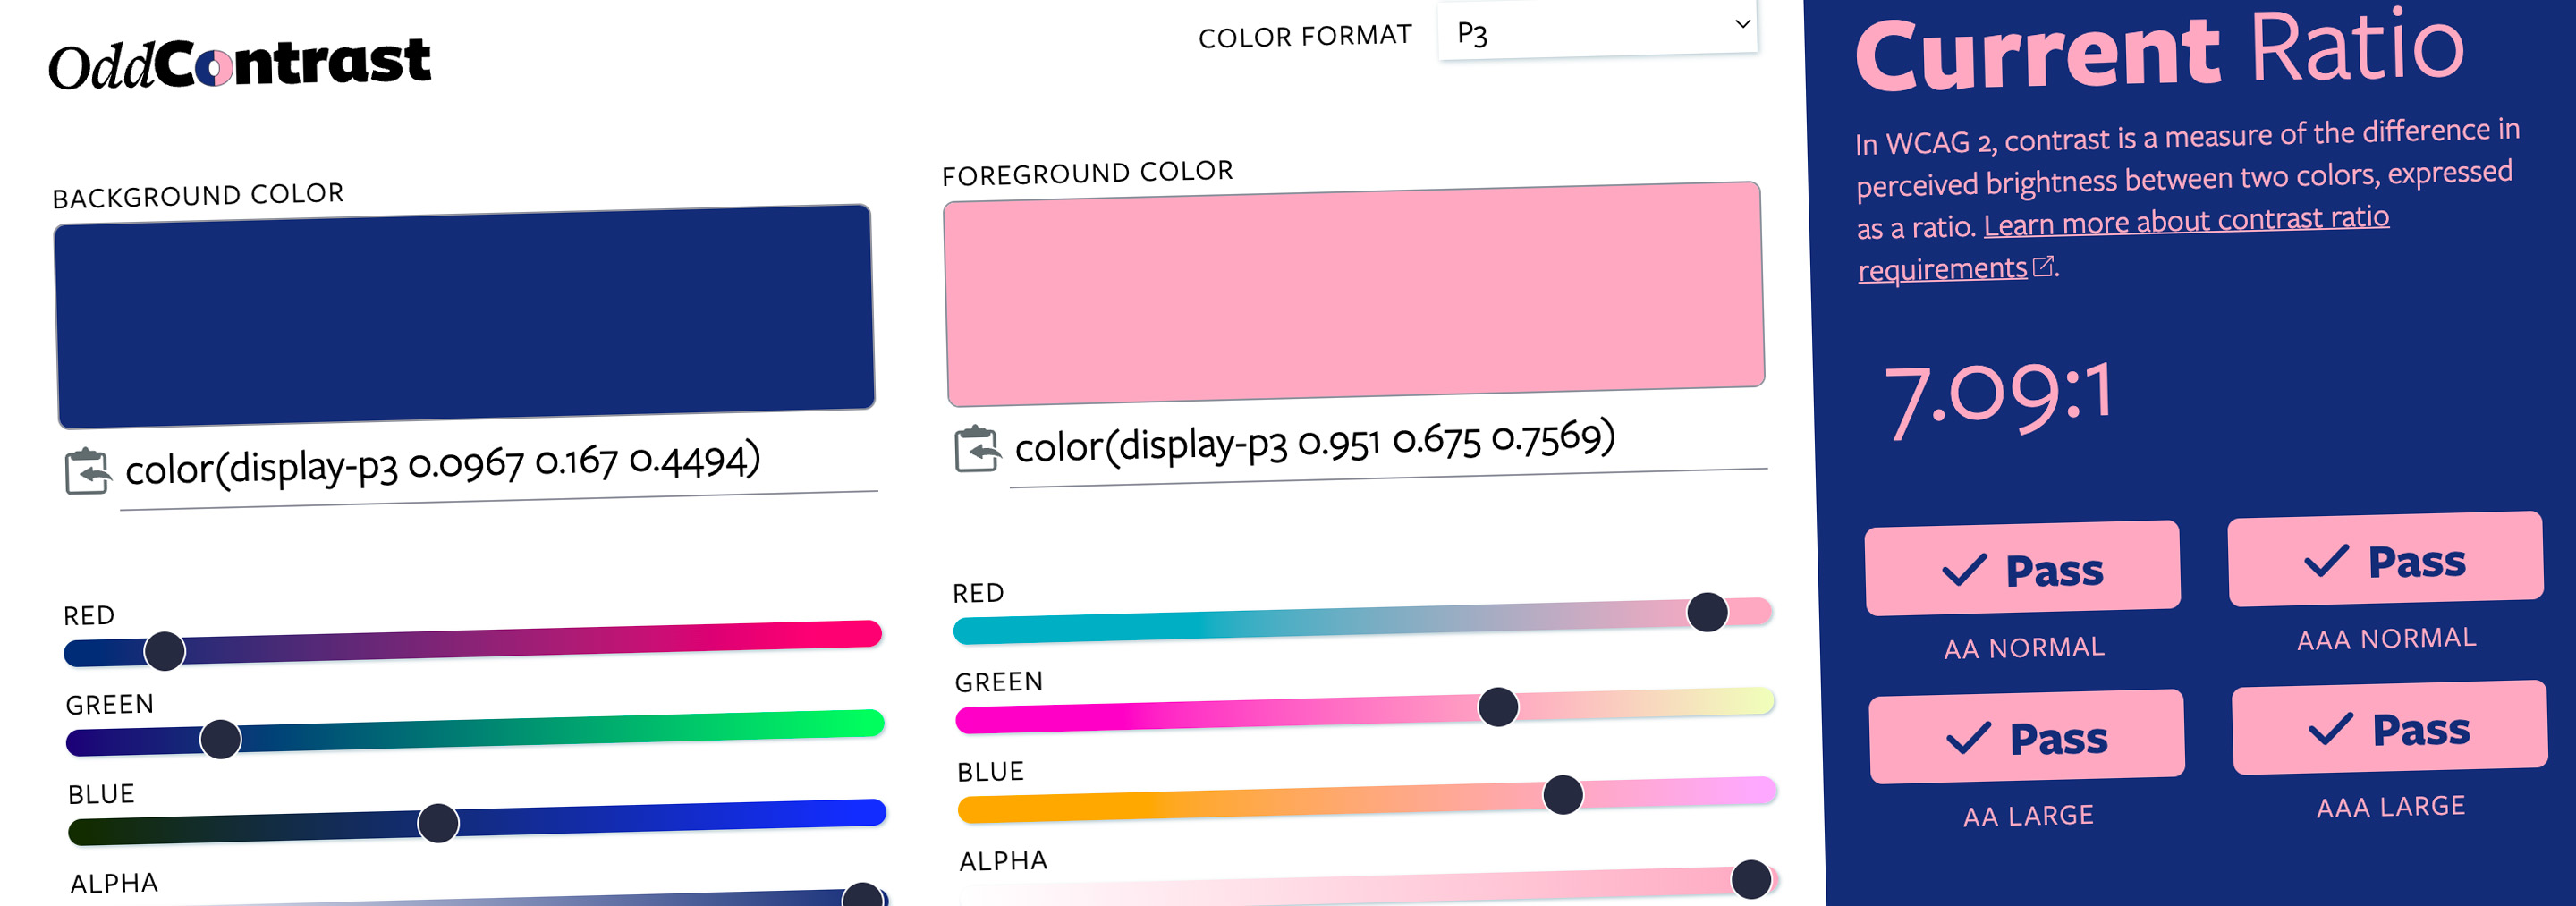 OddContrast
COLOR FORMAT
P3
BACKGROUND COLOR
color(display-p3 0.0967 0.167 0.4494)
RED
GREEN
BLUE
ALPHA
FOREGROUND COLOR
color(display-p3 0.951 0.675 0.7569)
RED
GREEN
BLUE
ALPHA
Current Ratio
In WCAG 2, contrast is a measure of the difference in
perceived brightness between two colors, expressed
as a ratio. Learn more about contrast ratio
requirements.
7.09:1
Pass
AA NORMAL
Pass
AAA NORMAL
Pass
AA LARGE
Pass
AAA LARGE